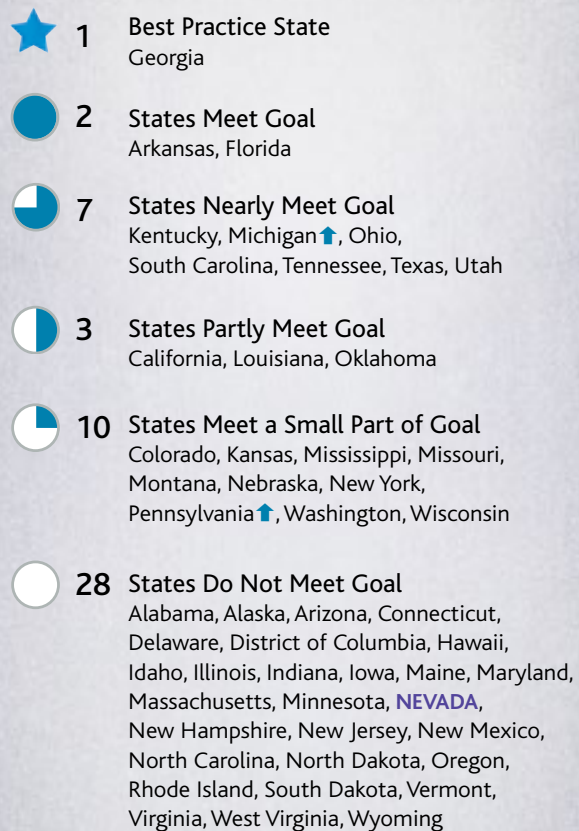 1 Best Practice State
Georgia
2 States Meet Goal
Arkansas, Florida
7 States Nearly Meet Goal
Kentucky, Michigan⬆, Ohio,
South Carolina, Tennessee, Texas, Utah
3 States Partly Meet Goal
California, Louisiana, Oklahoma
10 States Meet a Small Part of Goal
Colorado, Kansas, Mississippi, Missouri,
Montana, Nebraska, New York,
Pennsylvania⬆, Washington, Wisconsin
28 States Do Not Meet Goal
Alabama, Alaska, Arizona, Connecticut,
Delaware, District of Columbia, Hawaii,
Idaho, Illinois, Indiana, Iowa, Maine, Maryland,
Massachusetts, Minnesota, NEVADA,
New Hampshire, New Jersey, New Mexico,
North Carolina, North Dakota, Oregon,
Rhode Island, South Dakota, Vermont,
Virginia, West Virginia, Wyoming